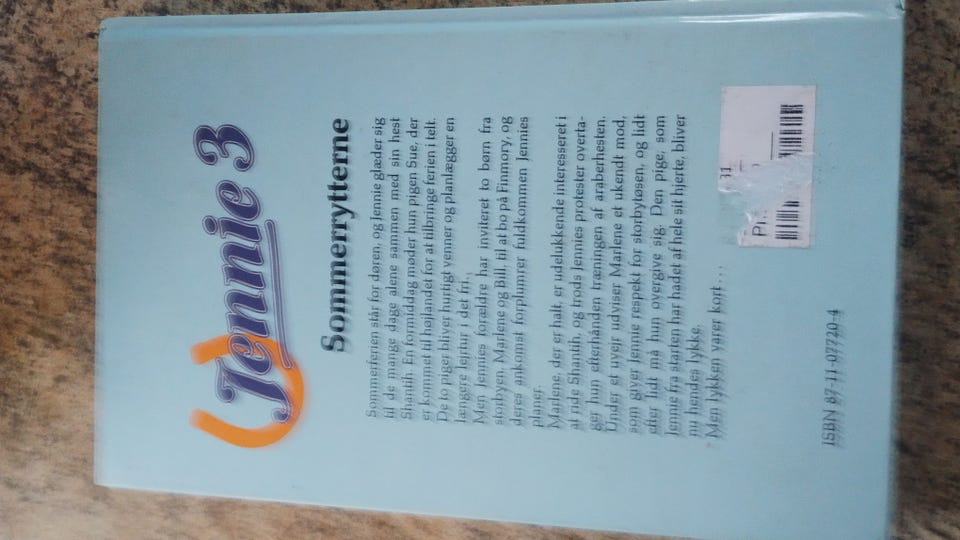 Jennie 3
Sommerrytterne
Sommerferien står for døren, og Jennie glæder sig
til de mange dage alene sammen med sin hest
Shantih. En formiddag møder hun pigen Sue, der
er kommet til højlandet for at tilbringe ferien i telt.
De to piger bliver hurtigt venner og planlægger en
længere lejrtur i det fri.
Men Jennies forældre har inviteret to børn fra
storbyen, Marlene og Bill, til at bo på Finmory, og
deres ankomst forplumrer fuldkommen Jennies
planer.
Marlene, der er halt, er udelukkende interesseret i
at ride Shantih, og trods Jennies protester overta-
ger hun efterhånden træningen af araberhesten.
Under et uvejr udviser Marlene et ukendt mod,
som giver Jennie respekt for storbytøsen, og lidt
efter lidt må hun overgive sig. Den pige, som
Jennie fra starten har hadet af hele sit hjerte, bliver
nu hendes lykke.
Men lykken varer kort...
ISBN 87-11-07720-4